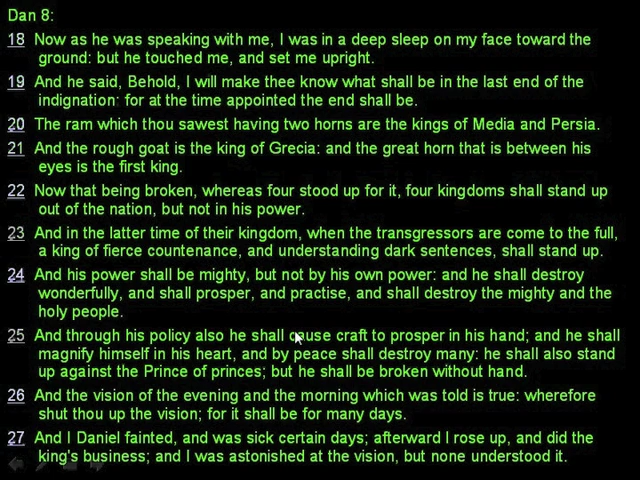 Dan 8:
18 Now as he was speaking with me, I was in a deep sleep on my face toward the
ground: but he touched me, and set me upright.
19 And he said, Behold, I will make thee know what shall be in the last end of the
indignation: for at the time appointed the end shall be.
20 The ram which thou sawest having two horns are the kings of Media and Persia.
21 And the rough goat is the king of Grecia: and the great horn that is between his
eyes is the first king.
22 Now that being broken, whereas four stood up for it, four kingdoms shall stand up
out of the nation, but not in his power.
23 And in the latter time of their kingdom, when the transgressors are come to the full,
a king of fierce countenance, and understanding dark sentences, shall stand up.
24 And his power shall be mighty, but not by his own power: and he shall destroy
wonderfully, and shall prosper, and practise, and shall destroy the mighty and the
holy people.
25 And through his policy also he shall cause craft to prosper in his hand; and he shall
magnify himself in his heart, and by peace shall destroy many: he shall also stand
up against the Prince of princes; but he shall be broken without hand.
26 And the vision of the evening and the morning which was told is true: wherefore
shut thou up the vision; for it shall be for many days.
27 And I Daniel fainted, and was sick certain days; afterward I rose up, and did the
king's business; and I was astonished at the vision, but none understood it.